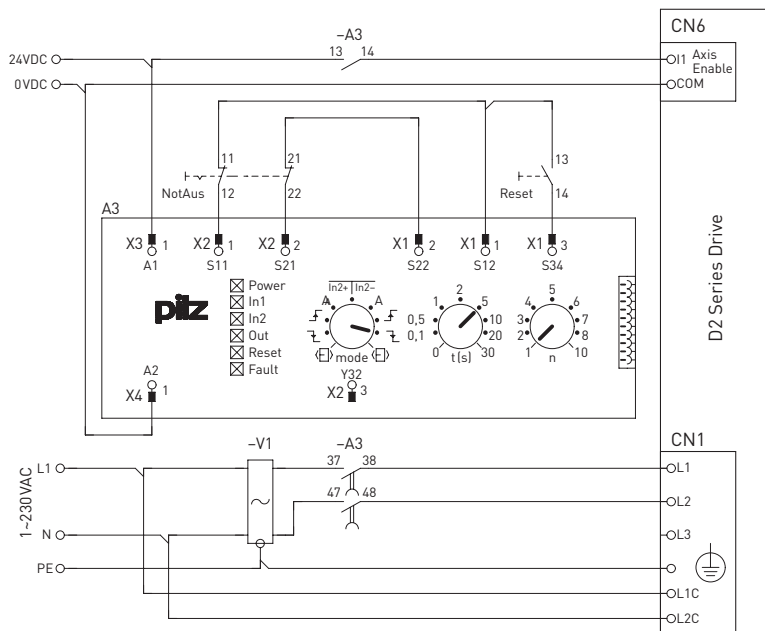 CN6
-A3
13 14
24VDC
I1 Axis Enable
0VDC
COM
11 21 13
NotAus 12 22 Reset 14
A3
X3 1 X2 1 X2 2 X1 2 X1 1 X1 3
A1 S11 S21 S22 S12 S34
D2 Series Drive
pilz
Power
In1
In2
Out
Reset
Fault
In2+ In2-
A A
mode
0 0,1 0,5 1 2 5 10 20 30
t(s)
1 2 3 4 5 6 7 8 10
n
A2
X4 1
Y32
X2 3
CN1
-V1 -A3
1~230VAC
L1 37 38 L1
47 48 L2
N L3
PE
L1C
L2C